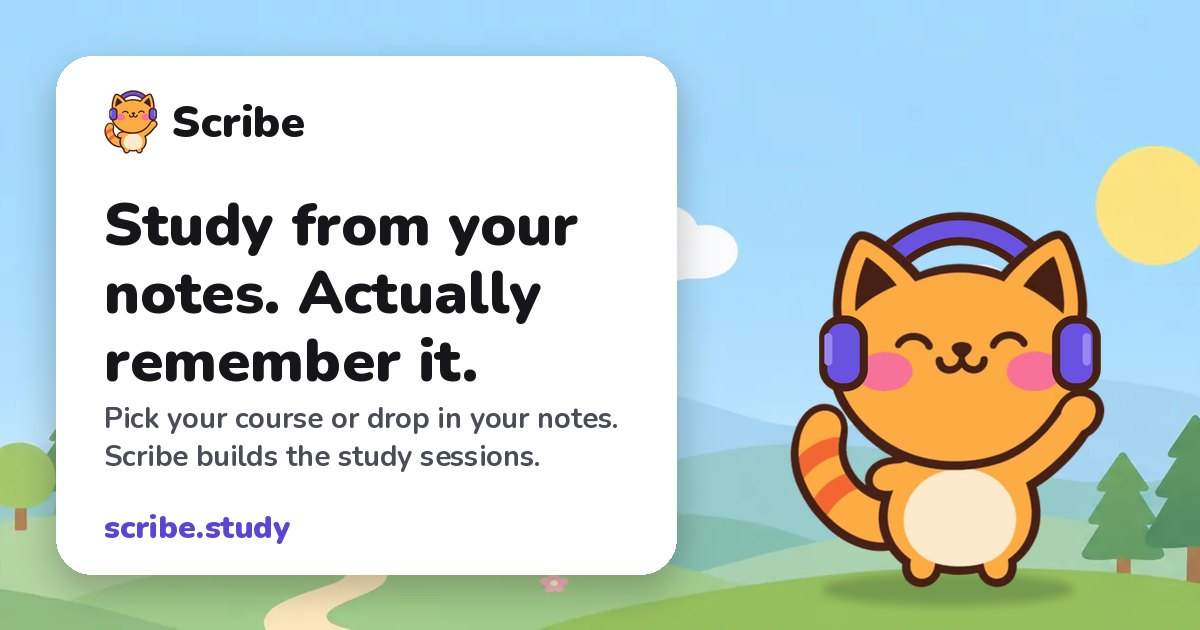 Scribe
Study from your
notes. Actually
remember it.
Pick your course or drop in your notes.
Scribe builds the study sessions.
scribe.study